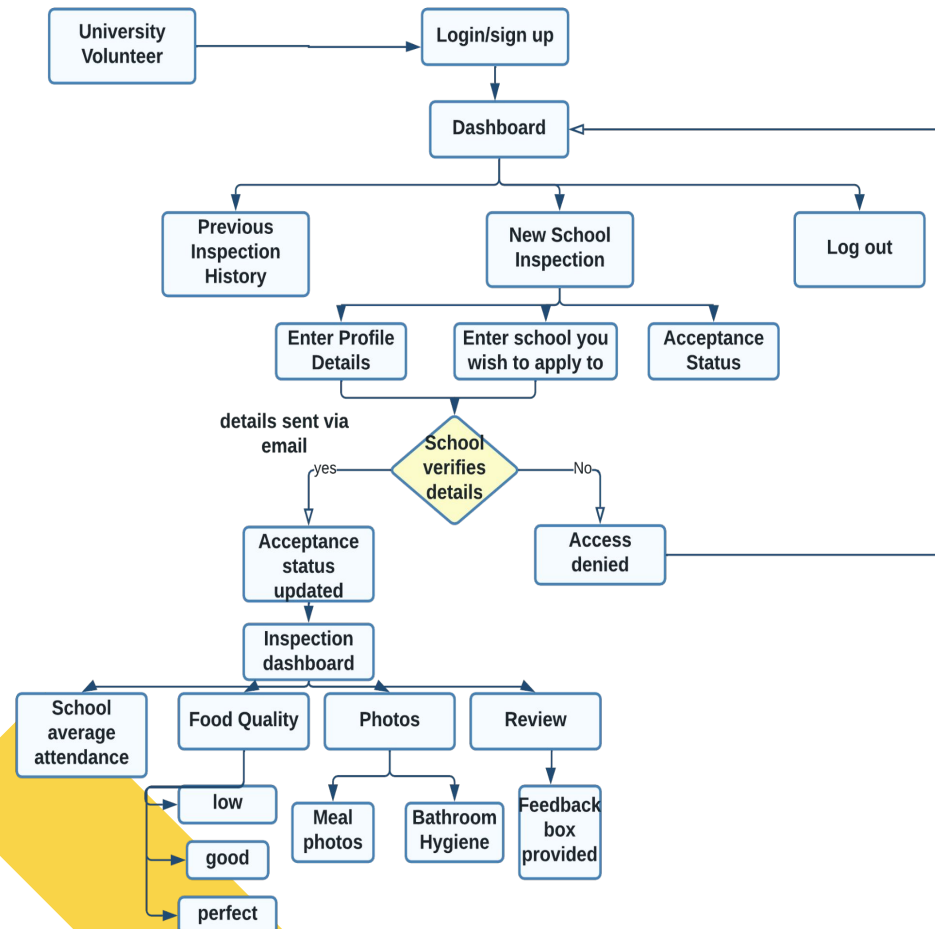 University
Volunteer
Login/sign up
Dashboard
Previous
Inspection
History
New School
Inspection
Log out
Enter Profile
Details
Enter school you
wish to apply to
Acceptance
Status
details sent via
email
School
verifies
details
yes
No
Acceptance
status
updated
Access
denied
Inspection
dashboard
School
average
attendance
Food Quality
Photos
Review
low
good
perfect
Meal
photos
Bathroom
Hygiene
Feedback
box
provided